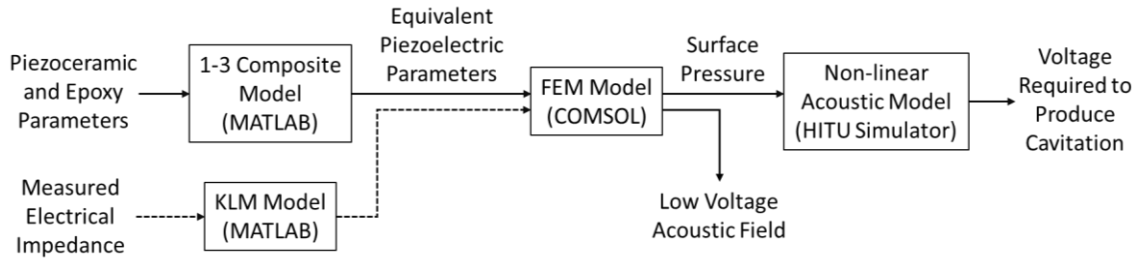 Piezoceramic
and Epoxy
Parameters
1-3 Composite
Model
(MATLAB)
Equivalent
Piezoelectric
Parameters
FEM Model
(COMSOL)
Surface
Pressure
Non-linear
Acoustic Model
(HITU Simulator)
Voltage
Required to
Produce
Cavitation
Measured
Electrical
Impedance
KLM Model
(MATLAB)
Low Voltage
Acoustic Field